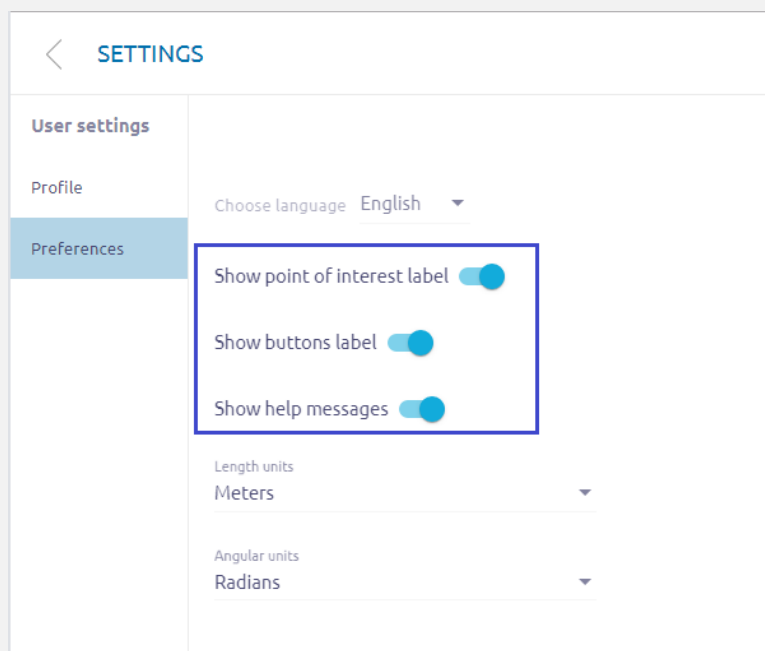 SETTINGS
User settings
Profile
Preferences
Choose language English
Show point of interest label
Show buttons label
Show help messages
Length units
Meters
Angular units
Radians